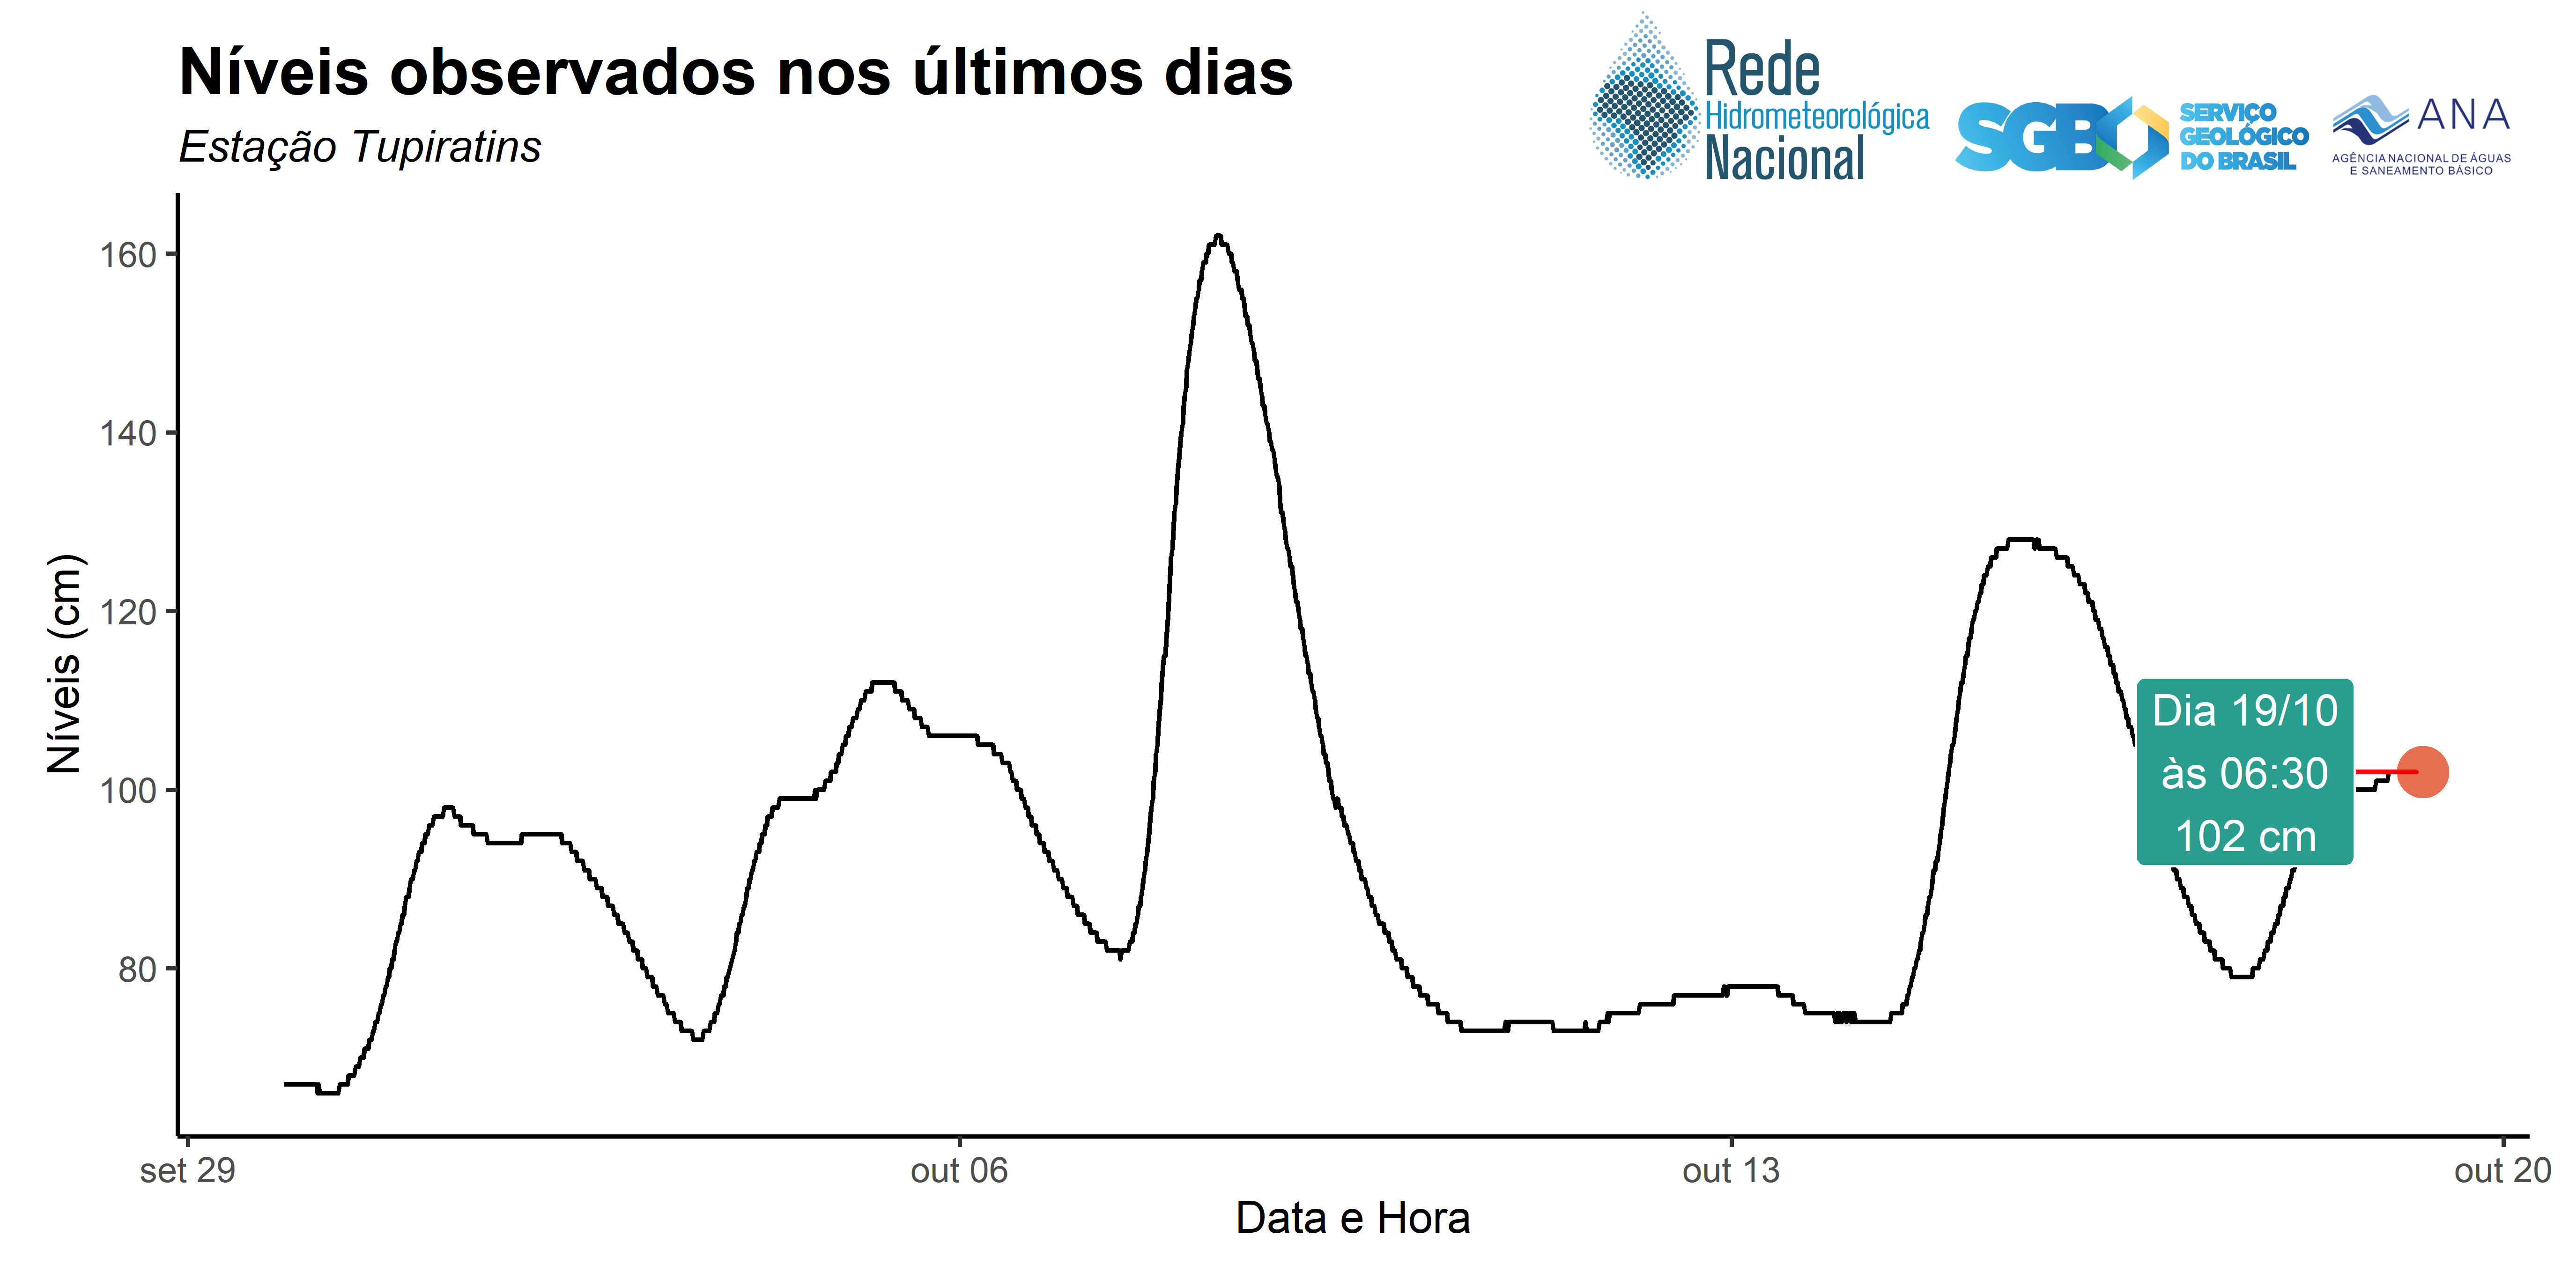 Níveis observados nos últimos dias
Estação Tupiratins
Rede
Hidrometeorológica
Nacional
SGB
SERVIÇO
GEOLÓGICO
DO BRASIL
ANA
AGÊNCIA NACIONAL DE ÁGUAS
E SANEAMENTO BÁSICO
Níveis (cm)
160
140
120
100
80
Dia 19/10
às 06:30
102 cm
set 29
out 06
out 13
out 20
Data e Hora